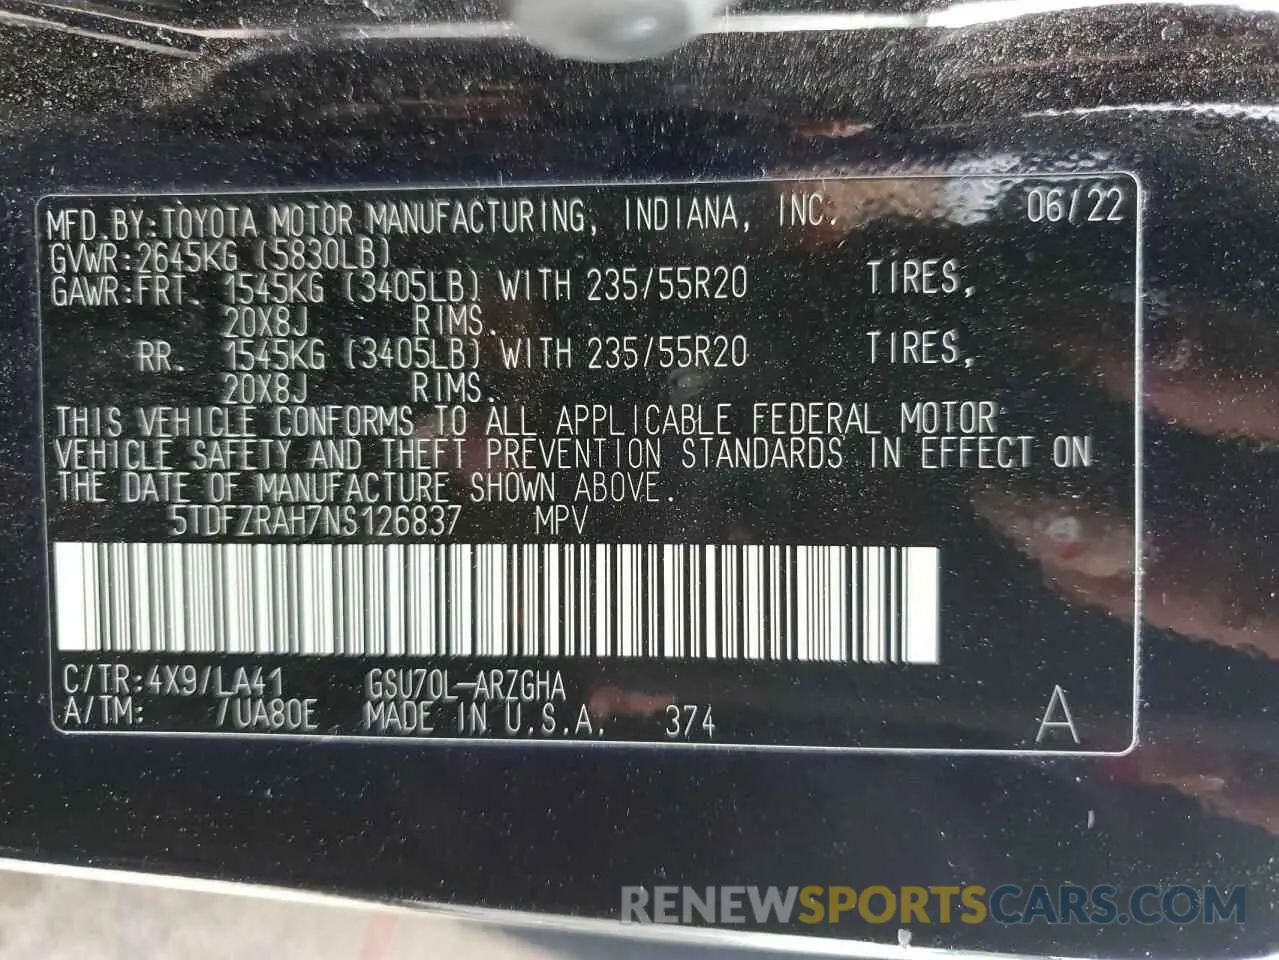 MFD.BY:TOYOTA MOTOR MANUFACTURING, INDIANA, INC. 06/22
GVWR:2645KG (5830LB)
GAWR:FRT. 1545KG (3405LB) WITH 235/55R20 TIRES,
20X8J RIMS.
RR. 1545KG (3405LB) WITH 235/55R20 TIRES,
20X8J RIMS.
THIS VEHICLE CONFORMS TO ALL APPLICABLE FEDERAL MOTOR
VEHICLE SAFETY AND THEFT PREVENTION STANDARDS IN EFFECT ON
THE DATE OF MANUFACTURE SHOWN ABOVE.
5TDFZRAH7NS126837 MPV
C/TR:4X9/LA41 GSU70L-ARZGHA
A/TM: /UA80E MADE IN U.S.A. 374 A
RENEWSPORTSCARS.COM